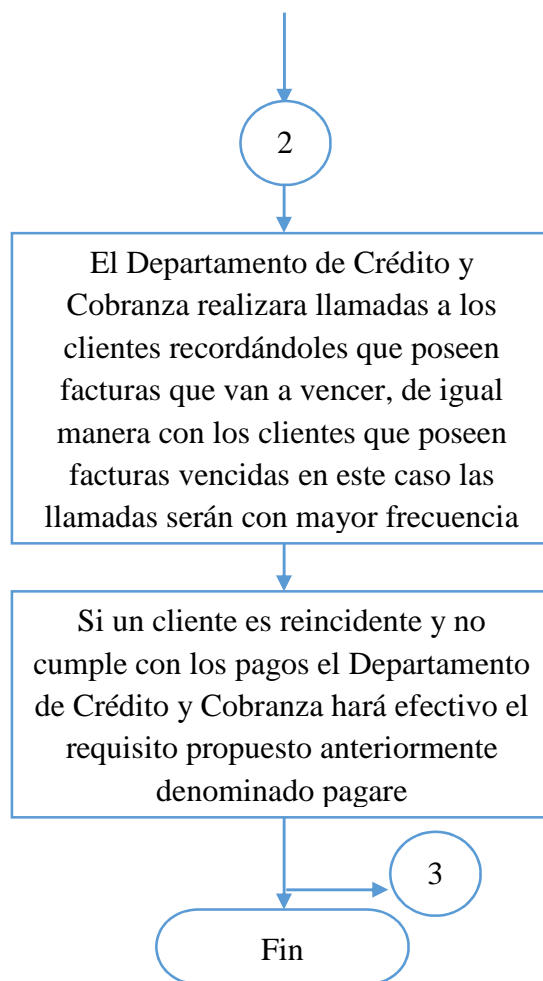 2
El Departamento de Crédito y
Cobranza realizara llamadas a los
clientes recordándoles que poseen
facturas que van a vencer, de igual
manera con los clientes que poseen
facturas vencidas en este caso las
llamadas serán con mayor frecuencia
Si un cliente es reincidente y no
cumple con los pagos el Departamento
de Crédito y Cobranza hará efectivo el
requisito propuesto anteriormente
denominado pagare
3
Fin